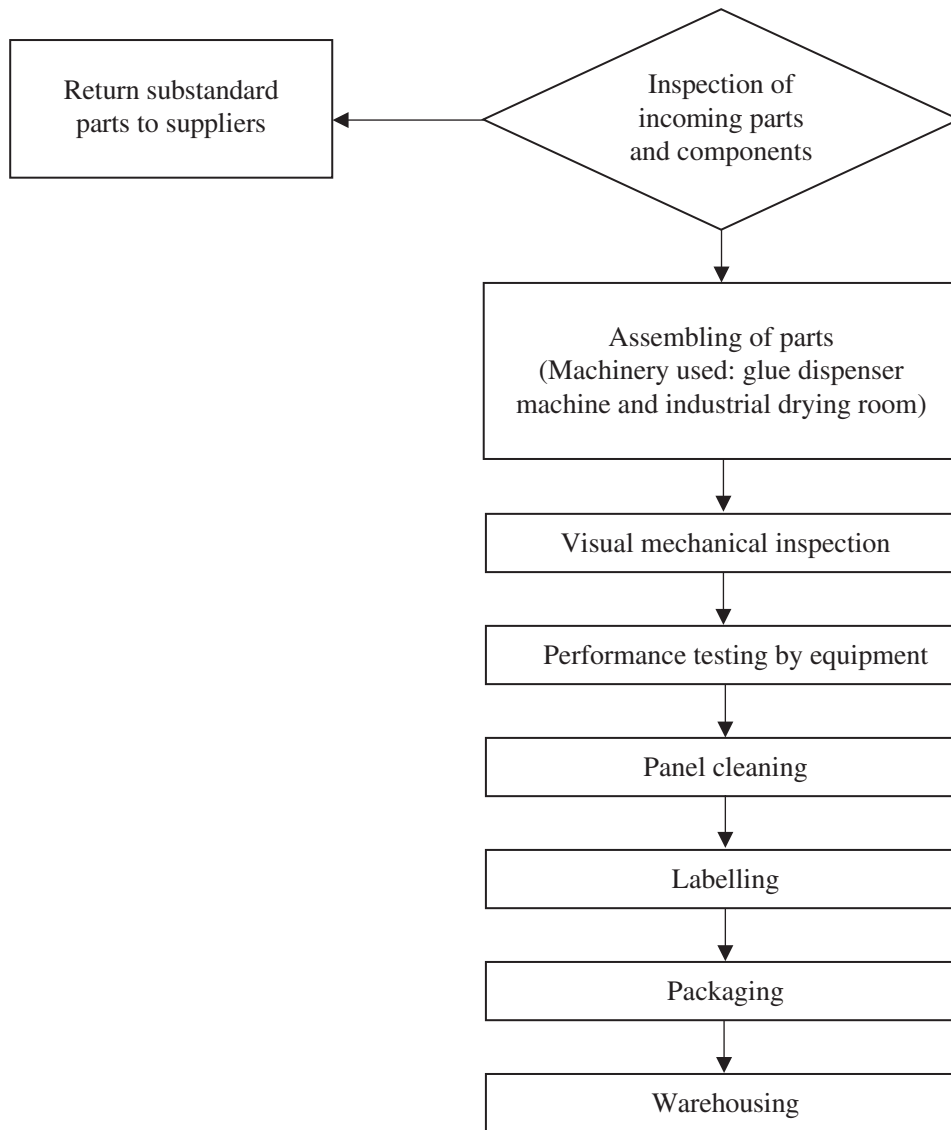 Return substandard
parts to suppliers
Inspection of
incoming parts
and components
Assembling of parts
(Machinery used: glue dispenser
machine and industrial drying room)
Visual mechanical inspection
Performance testing by equipment
Panel cleaning
Labelling
Packaging
Warehousing